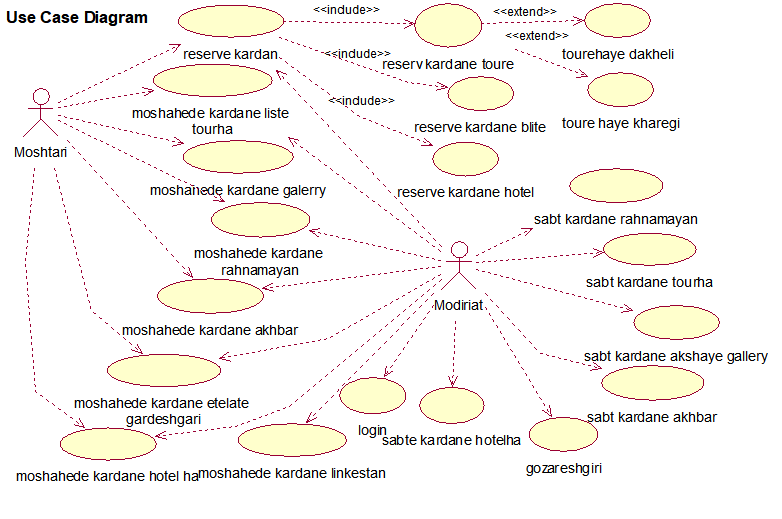 Use Case Diagram
<<indude>>
<<extend>>
<<extend>>
tourehaye dakheli
reserve kardan
<<indude>>
reserv kardane toure
<<indude>>
moshahede kardane liste
tourha
reserve kardane blite
toure haye kharegi
Moshtari
moshahede kardane galerry
reserve kardane hotel
sabt kardane rahnamayan
moshahede kardane
rahnamayan
sabt kardane tourha
Modiriat
moshahede kardane akhbar
sabt kardane akshaye gallery
moshahede kardane etelate
gardeshgari
login
sabte kardane hotelha
sabt kardane akhbar
moshahede kardane hotel ha
moshahede kardane linkestan
gozareshgiri